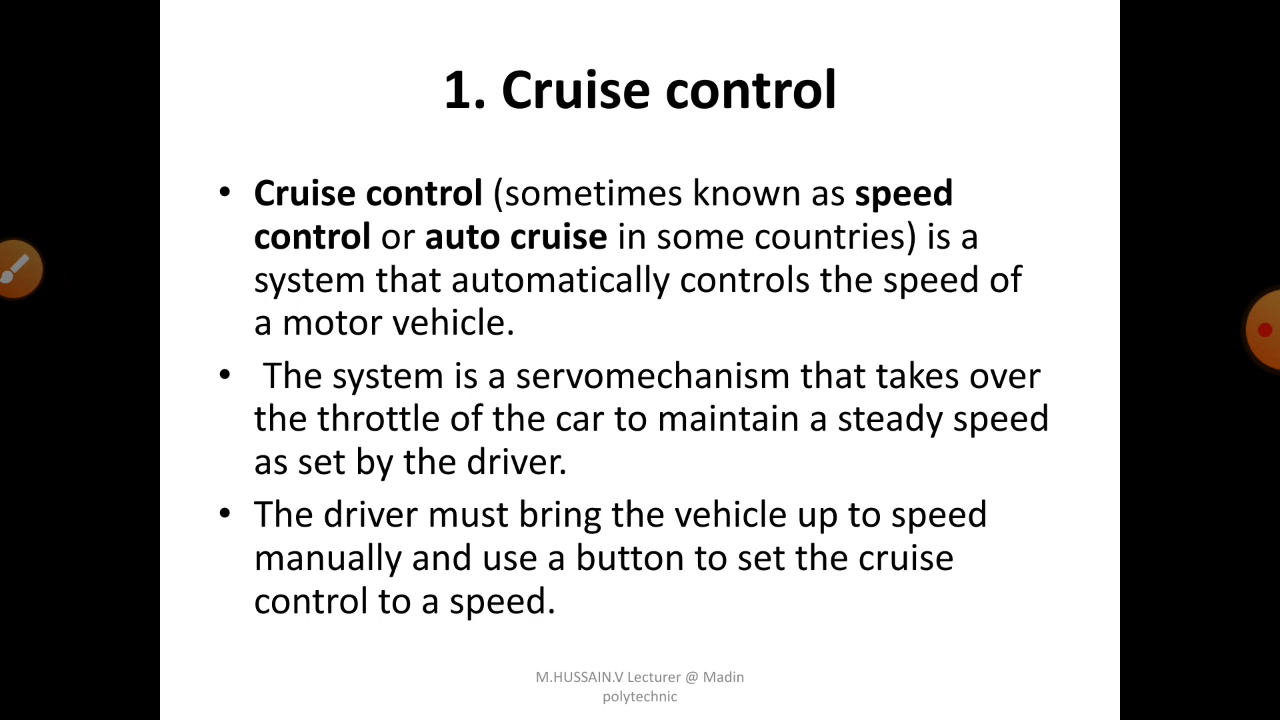 1. Cruise control
• Cruise control (sometimes known as speed
control or auto cruise in some countries) is a
system that automatically controls the speed of
a motor vehicle.
• The system is a servomechanism that takes over
the throttle of the car to maintain a steady speed
as set by the driver.
• The driver must bring the vehicle up to speed
manually and use a button to set the cruise
control to a speed.
M.HUSSAIN.V Lecturer @ Madin
polytechnic